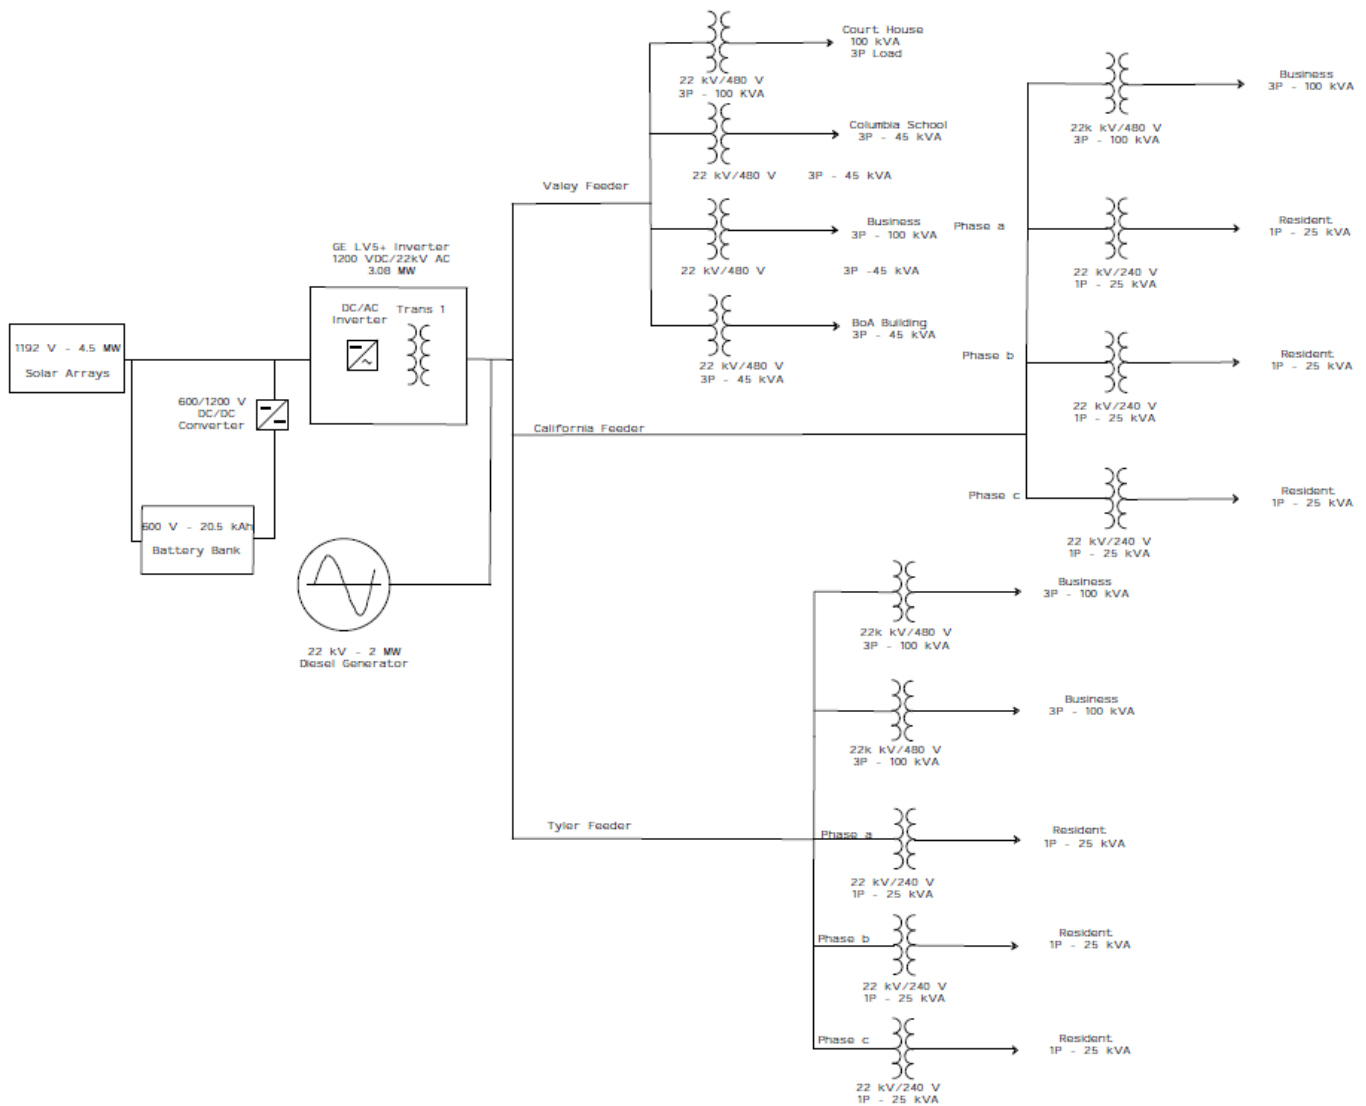 1192 V - 4.5 MW
Solar Arrays
600/1200 V
DC/DC
Converter
600 V - 20.5 kAh
Battery Bank
GE LV5+ Inverter
1200 VDC/22kV AC
3.08 MW
DC/AC
Inverter
Trans 1
22 kV - 2 MW
Diesel Generator
Valey Feeder
22 kV/480 V
3P - 100 KVA
Court House
100 kVA
3P Load
Columbia School
3P - 45 kVA
22 kV/480 V
3P - 45 kVA
Business
3P - 100 kVA
22 kV/480 V
3P -45 kVA
BoA Building
3P - 45 kVA
22 kV/480 V
3P - 45 kVA
California Feeder
Business
3P - 100 kVA
22k kV/480 V
3P - 100 kVA
Phase a
Resident
1P - 25 kVA
22 kV/240 V
1P - 25 kVA
Phase b
Resident
1P - 25 kVA
22 kV/240 V
1P - 25 kVA
Phase c
Resident
1P - 25 kVA
22 kV/240 V
1P - 25 kVA
Tyler Feeder
Business
3P - 100 kVA
22k kV/480 V
3P - 100 kVA
Business
3P - 100 kVA
22k kV/480 V
3P - 100 kVA
Phase a
Resident
1P - 25 kVA
22 kV/240 V
1P - 25 kVA
Phase b
Resident
1P - 25 kVA
22 kV/240 V
1P - 25 kVA
Phase c
Resident
1P - 25 kVA
22 kV/240 V
1P - 25 kVA